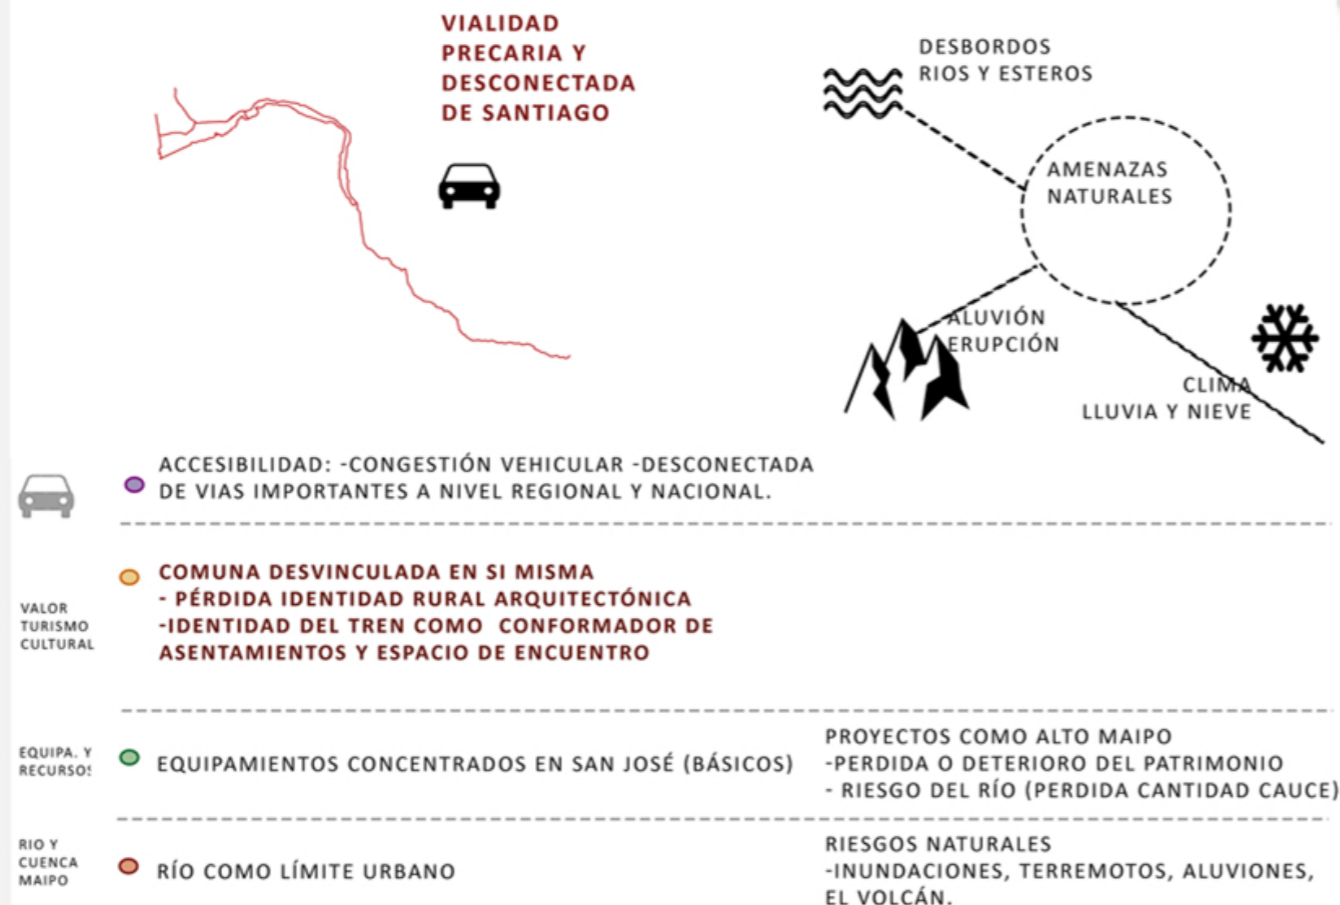 VIALIDAD
PRECARIA Y
DESCONECTADA
DE SANTIAGO
DESBORDOS
RIOS Y ESTEROS
AMENAZAS
NATURALES
ALUVIÓN
ERUPCIÓN
CLIMA
LLUVIA Y NIEVE
ACCESIBILIDAD: -CONGESTIÓN VEHICULAR -DESCONECTADA
DE VIAS IMPORTANTES A NIVEL REGIONAL Y NACIONAL.
VALOR
TURISMO
CULTURAL
COMUNA DESVINCULADA EN SI MISMA
- PÉRDIDA IDENTIDAD RURAL ARQUITECTÓNICA
-IDENTIDAD DEL TREN COMO CONFORMADOR DE
ASENTAMIENTOS Y ESPACIO DE ENCUENTRO
EQUIPA. Y
RECURSOS
EQUIPAMIENTOS CONCENTRADOS EN SAN JOSÉ (BÁSICOS)
PROYECTOS COMO ALTO MAIPO
-PERDIDA O DETERIORO DEL PATRIMONIO
- RIESGO DEL RÍO (PERDIDA CANTIDAD CAUCE)
RIO Y
CUENCA
MAIPO
RÍO COMO LÍMITE URBANO
RIESGOS NATURALES
-INUNDACIONES, TERREMOTOS, ALUVIONES,
EL VOLCÁN.